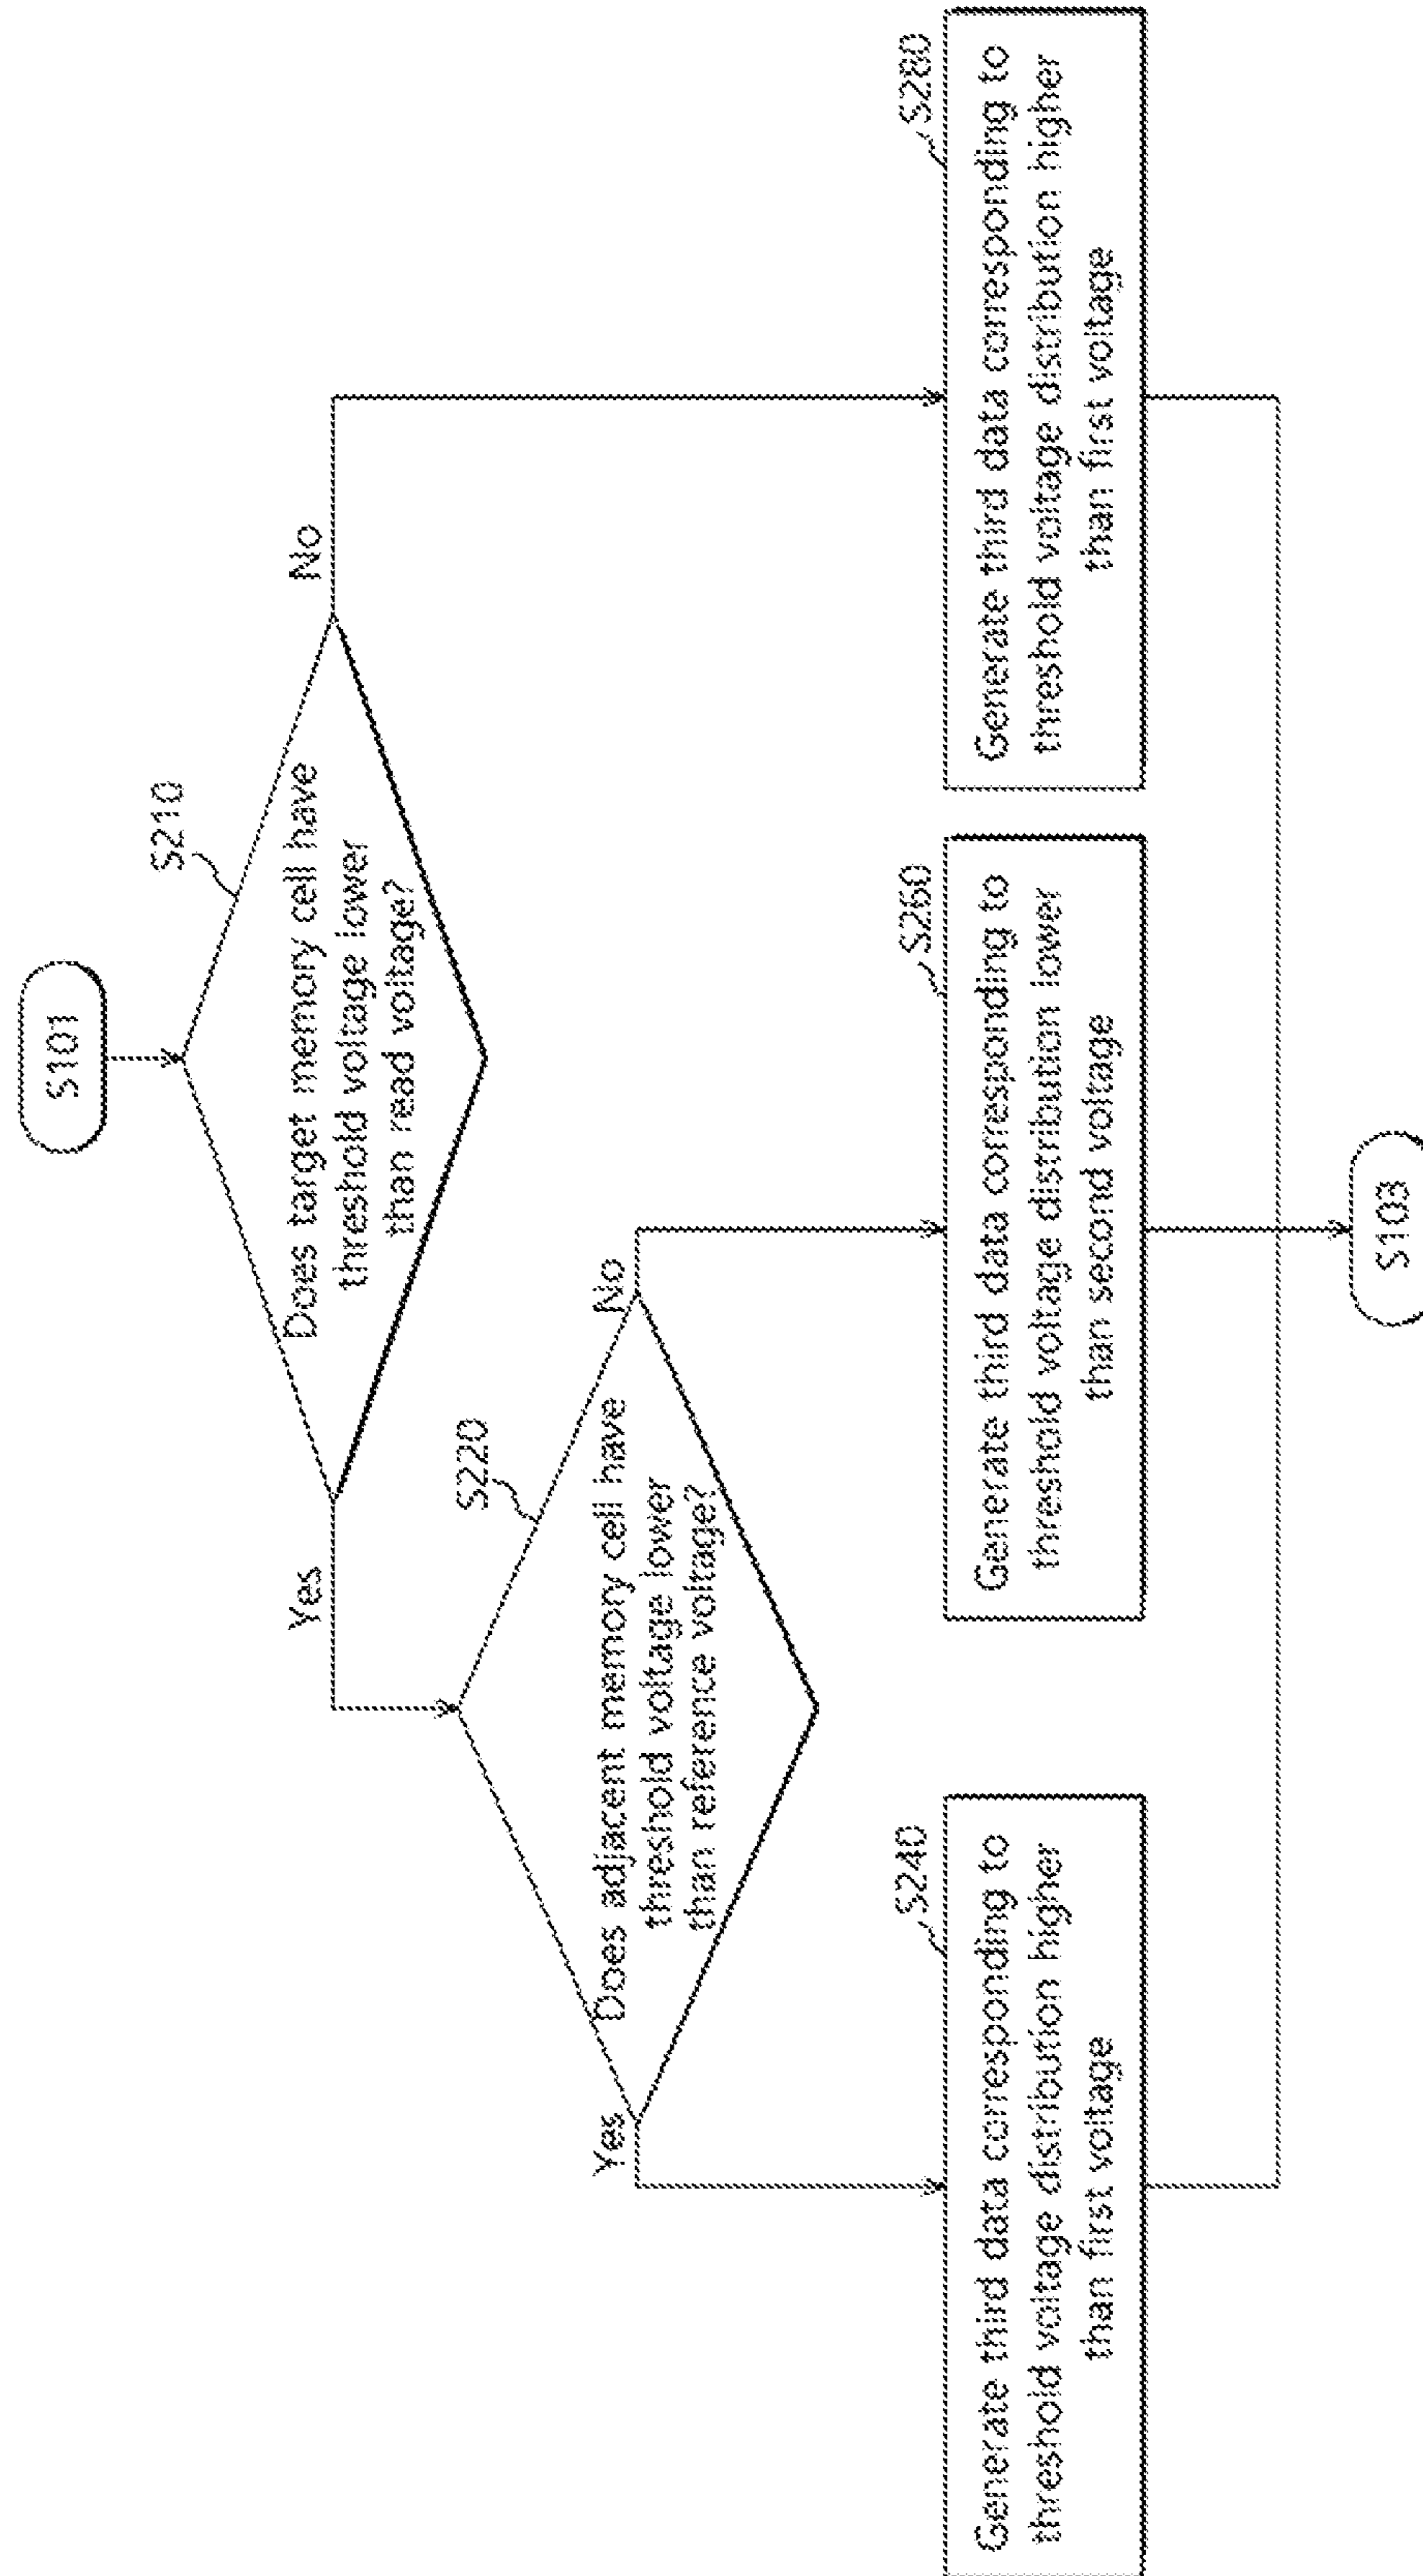 S101
S210
Does target memory cell have
threshold voltage lower
than read voltage?
Yes
No
S220
Does adjacent memory cell have
threshold voltage lower
than reference voltage?
Yes
No
S240
Generate third data corresponding to
threshold voltage distribution higher
than first voltage
S260
Generate third data corresponding to
threshold voltage distribution lower
than second voltage
S280
Generate third data corresponding to
threshold voltage distribution higher
than first voltage
S103